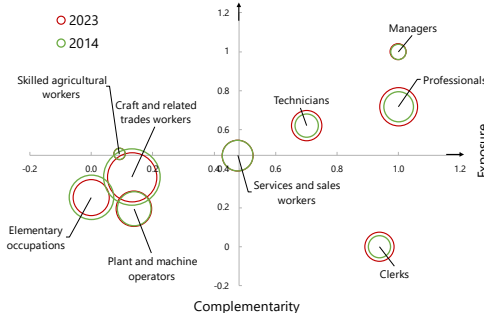 2023
2014
1.2
1
0.8
0.6
0.4
0.2
0
-0.2
-0.2
0.0
0.2
0.6
0.8
1.0
1.2
Managers
Professionals
Technicians
Skilled agricultural
workers
Craft and related
trades workers
Services and sales
workers
Elementary
occupations
Plant and machine
operators
Clerks
Exposure
Complementarity